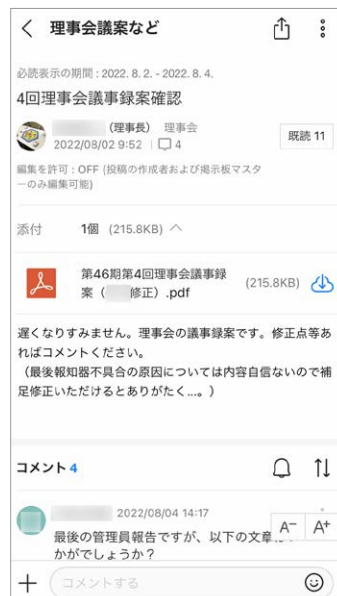 理事会議案など
必読表示の期間 : 2022. 8. 2. - 2022. 8. 4.
4回理事会議事録案確認
(理事長) 理事会
2022/08/02 9:52 4
既読 11
編集を許可 : OFF (投稿の作成者および掲示板マスタ
ーのみ編集可能)
添付 1個 (215.8KB)
第46期第4回理事会議事録
案( 修正).pdf
(215.8KB)
遅くなりすみません。理事会の議事録案です。修正点等あ
ればコメントください。
(最後報知器不具合の原因については内容自信ないので補
足修正いただけるとありがたく...。)
コメント 4
2022/08/04 14:17
最後の管理員報告ですが、以下の文章
かがでしょうか?
A- A+
コメントする